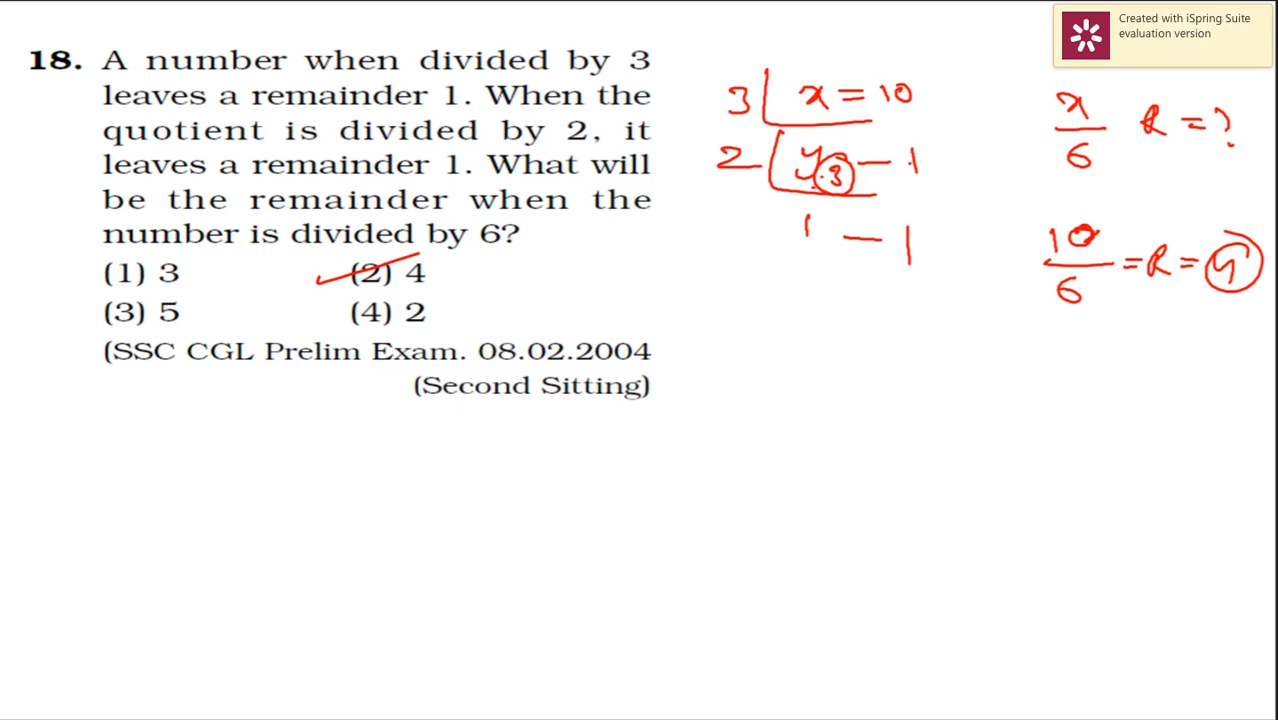 18. A number when divided by 3
leaves a remainder 1. When the
quotient is divided by 2, it
leaves a remainder 1. What will
be the remainder when the
number is divided by 6?
(1) 3 (2) 4
(3) 5 (4) 2
(SSC CGL Prelim Exam. 08.02.2004
(Second Sitting)
3 x = 10
2 y 3 — 1
1 — 1
x/6 R = ?
10/6 = R = 4
Created with iSpring Suite
evaluation version